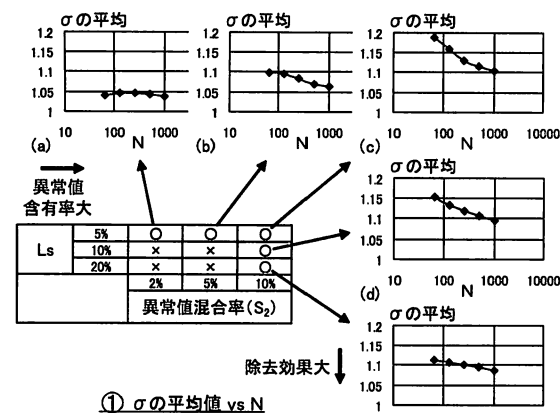 σの平均 σの平均 σの平均
1.2 1.2 1.2
1.15 1.15 1.15
1.1 1.1 1.1
1.05 1.05 1.05
1 1 1
10 100 1000 10 100 1000 10 100 1000 10000
(a) N (b) N (c) N
異常値
含有率大
σの平均
1.2
1.15
1.1
1.05
1
10 100 1000 10000
(d) N
Ls 5% ○ ○ ○
10% × × ○
20% × × ○
2% 5% 10%
異常値混合率(S₂)
σの平均
1.2
1.15
1.1
1.05
1
除去効果大
① σの平均値 vs N